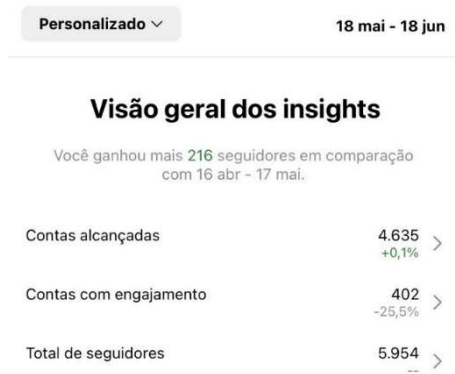 Personalizado
18 mai - 18 jun
Visão geral dos insights
Você ganhou mais 216 seguidores em comparação
com 16 abr - 17 mai.
Contas alcançadas
4.635
+0,1%
Contas com engajamento
402
-25,5%
Total de seguidores
5.954
--